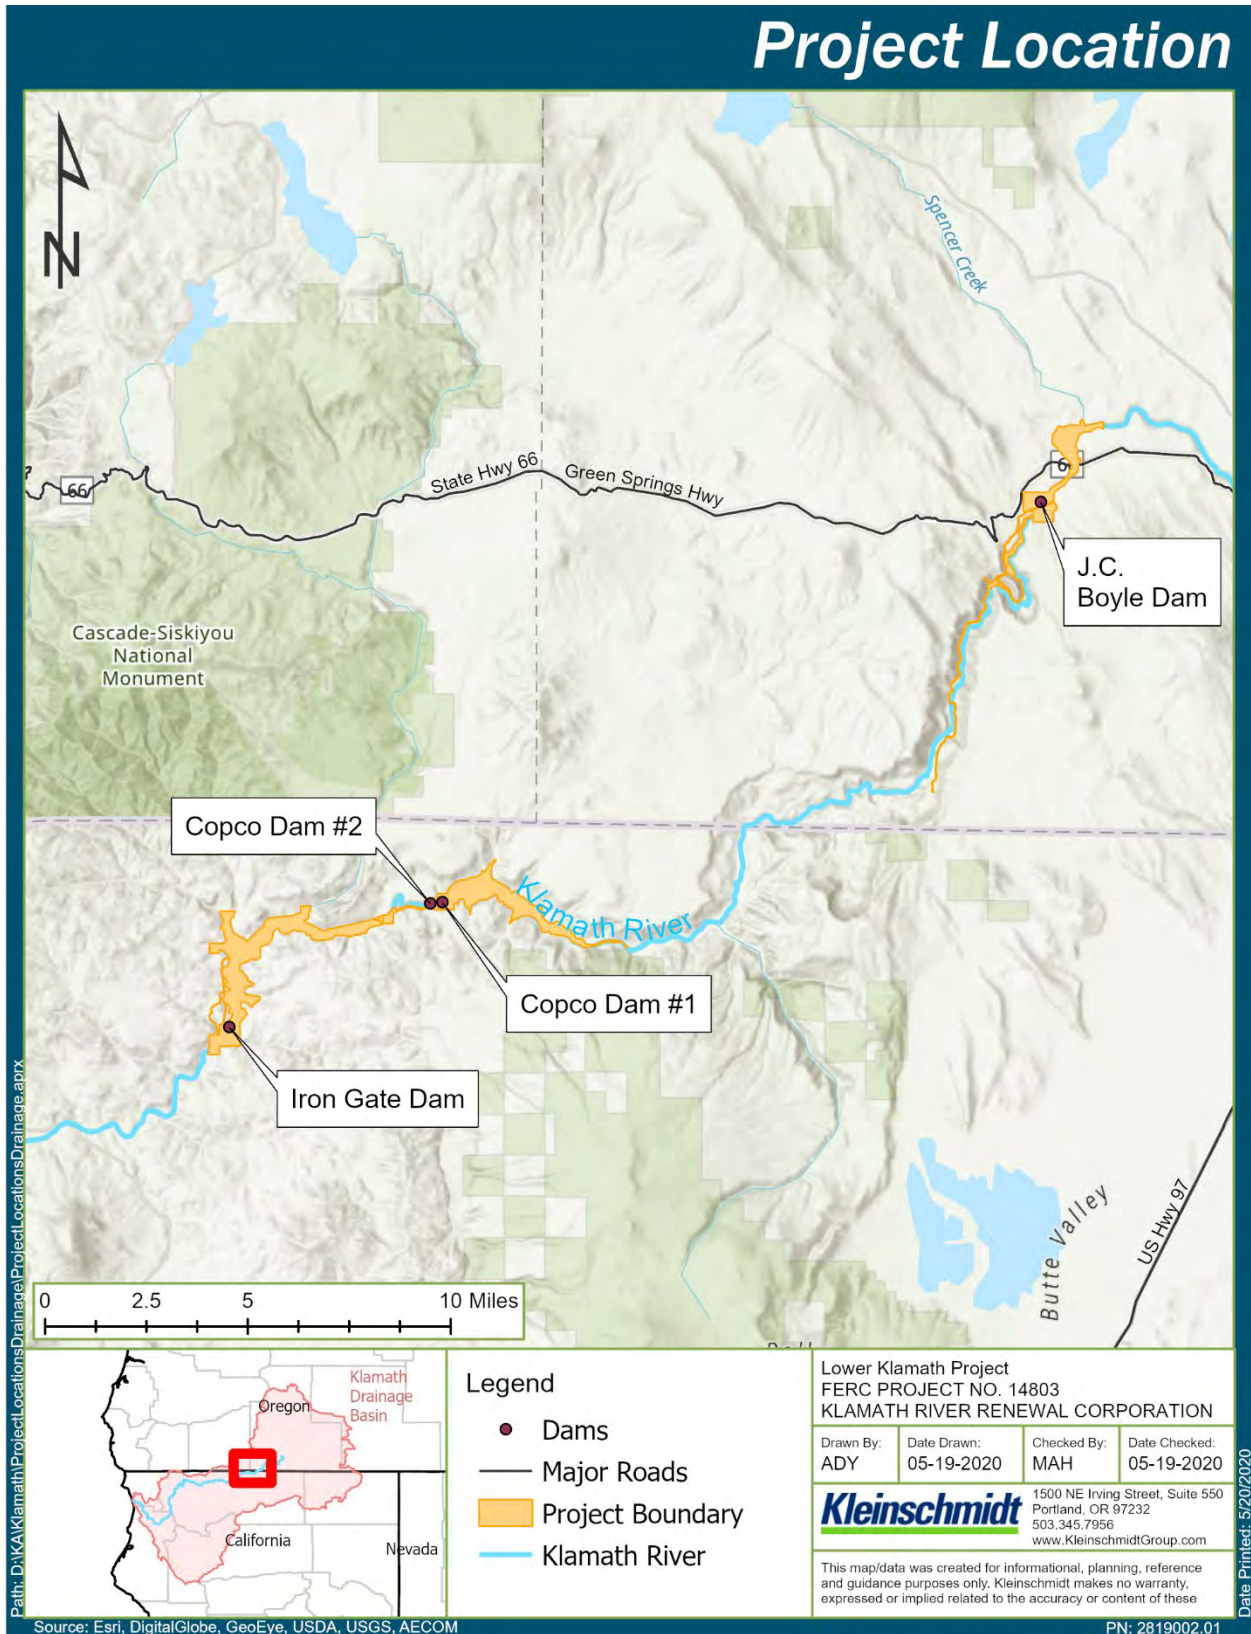 Project Location
N
Spencer Creek
66
State Hwy 66
Green Springs Hwy
J.C.
Boyle Dam
Cascade-Siskiyou
National
Monument
Copco Dam #2
Klamath River
Copco Dam #1
Iron Gate Dam
Butte Valley
US Hwy 97
0 2.5 5 10 Miles
Klamath
Drainage
Basin
Oregon
California
Nevada
Legend
Dams
Major Roads
Project Boundary
Klamath River
Lower Klamath Project
FERC PROJECT NO. 14803
KLAMATH RIVER RENEWAL CORPORATION
Drawn By:
ADY
Date Drawn:
05-19-2020
Checked By:
MAH
Date Checked:
05-19-2020
Kleinschmidt
1500 NE Irving Street, Suite 550
Portland, OR 97232
503.345.7956
www.KleinschmidtGroup.com
This map/data was created for informational, planning, reference
and guidance purposes only. Kleinschmidt makes no warranty,
expressed or implied related to the accuracy or content of these
Path: D:\KA\Klamath\ProjectLocationsDrainage\ProjectLocationsDrainage.aprx
Date Printed: 5/20/2020
Source: Esri, DigitalGlobe, GeoEye, USDA, USGS, AECOM
PN: 2819002.01